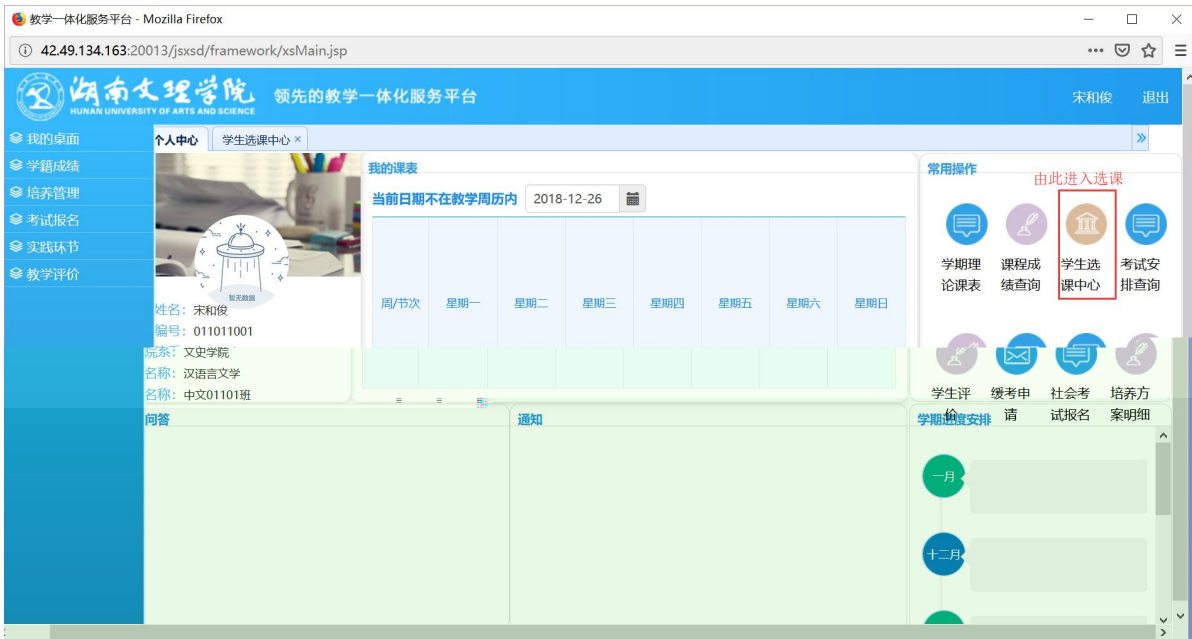 教学一体化服务平台 - Mozilla Firefox
42.49.134.163:20013/jsxsd/framework/xsMain.jsp
湖南文理学院
HUNAN UNIVERSITY OF ARTS AND SCIENCE
领先的教学一体化服务平台
宋和俊 退出
我的桌面
学籍成绩
培养管理
考试报名
实践环节
教学评价
个人中心 学生选课中心 ×
暂无数据
姓名：宋和俊
编号：011011001
院系：文史学院
名称：汉语言文学
名称：中文01101班
我的课表
当前日期不在教学周历内 2018-12-26
周/节次 星期一 星期二 星期三 星期四 星期五 星期六 星期日
常用操作
由此进入选课
学期理论课表
课程成绩查询
学生选课中心
考试安排查询
学生评价
缓考申请
社会考试报名
培养方案明细
问答
通知
学期进度安排
一月
十二月